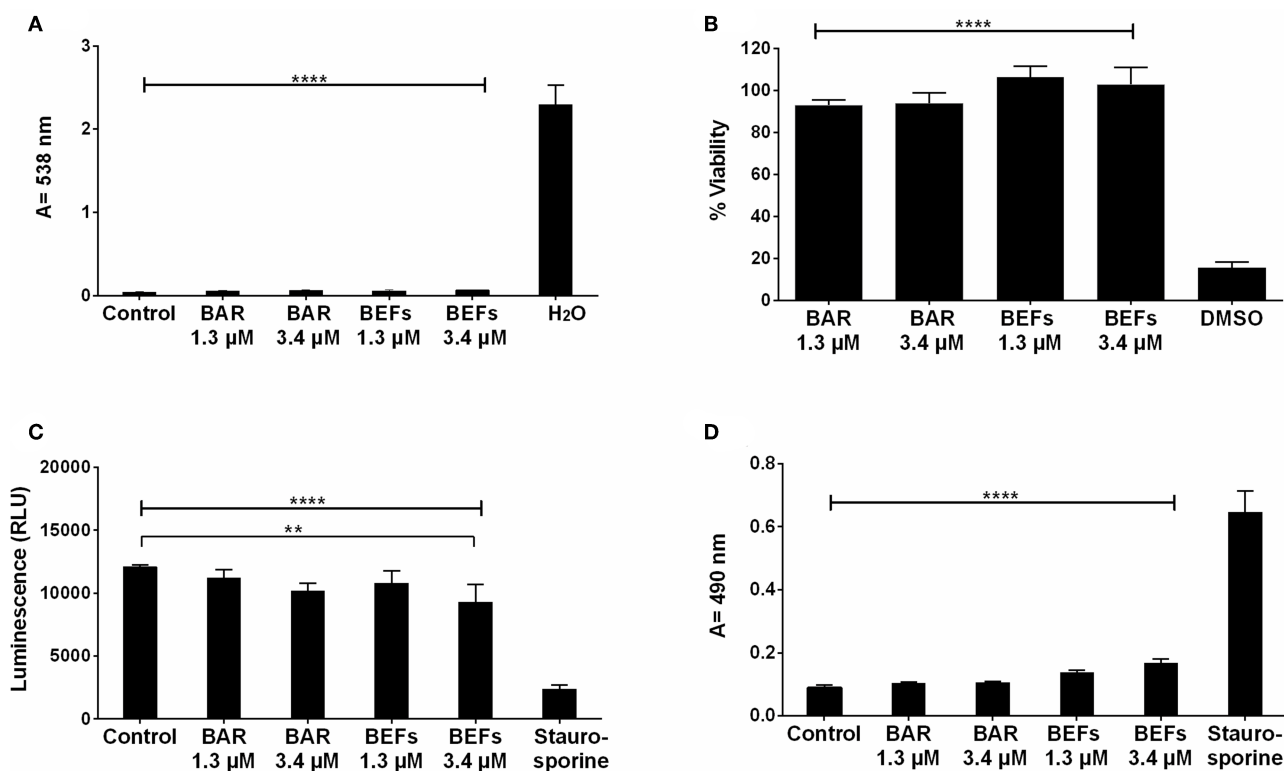 A
A= 538 nm
3
2
1
0
****
Control BAR BAR BEFs BEFs H2O
1.3 µM 3.4 µM 1.3 µM 3.4 µM
B
% Viability
120
100
80
60
40
20
0
****
BAR BAR BEFs BEFs DMSO
1.3 µM 3.4 µM 1.3 µM 3.4 µM
C
Luminescence (RLU)
20000
15000
10000
5000
0
****
**
Control BAR BAR BEFs BEFs Stauro-
1.3 µM 3.4 µM 1.3 µM 3.4 µM sporine
D
A= 490 nm
0.8
0.6
0.4
0.2
0.0
****
Control BAR BAR BEFs BEFs Stauro-
1.3 µM 3.4 µM 1.3 µM 3.4 µM sporine